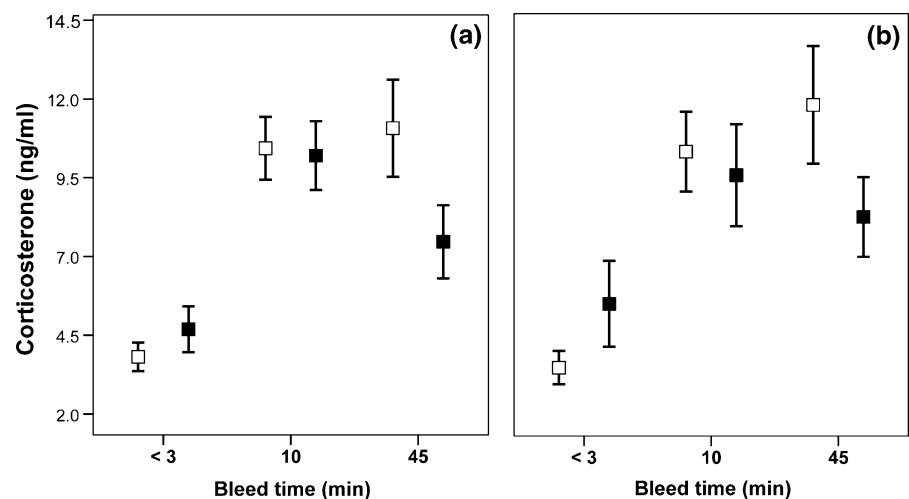 (a)
(b)
Corticosterone (ng/ml)
14.5
12.0
9.5
7.0
4.5
2.0
< 3 10 45
Bleed time (min)
< 3 10 45
Bleed time (min)